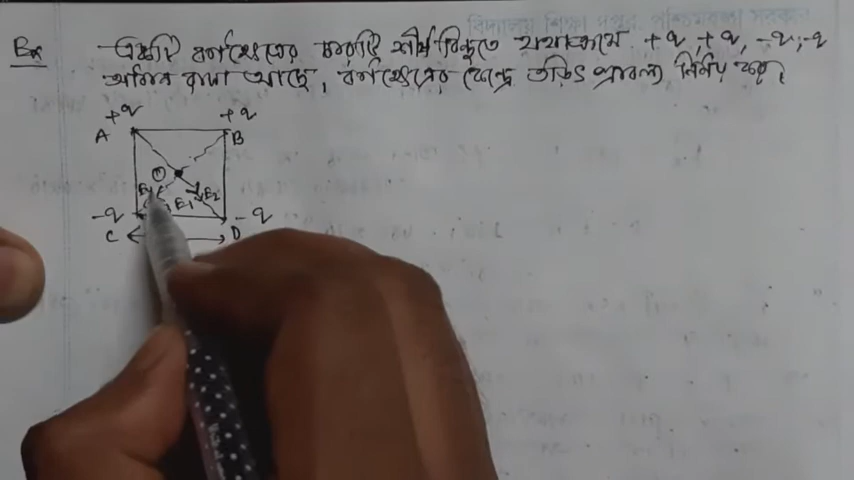 Ex একটি বর্গক্ষেত্রের চারটি শীর্ষবিন্দুতে যথাক্রমে +q, +q, -q, -q
আধান রাখা আছে, বর্গক্ষেত্রের কেন্দ্রে তড়িৎ প্রাবল্য নির্ণয় কর।
+q +q
A B
E2
E1
-q -q
C D